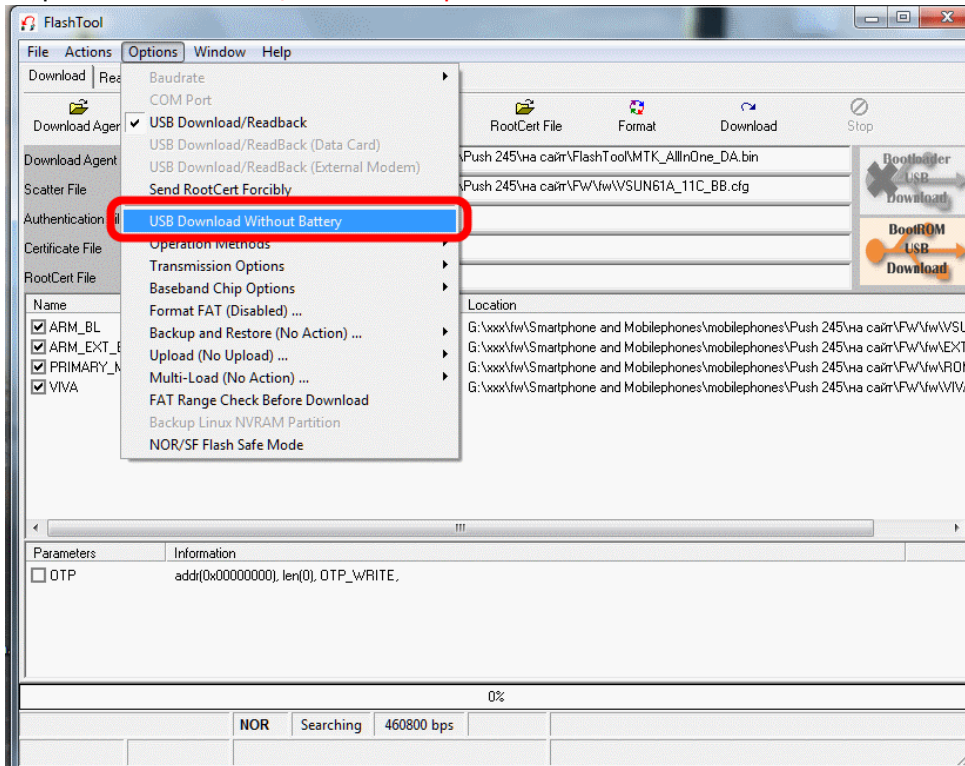 FlashTool
File Actions Options Window Help
Download
Baudrate
COM Port
USB Download/Readback
USB Download/ReadBack (Data Card)
USB Download/ReadBack (External Modem)
Send RootCert Forcibly
USB Download Without Battery
Operation Methods
Transmission Options
Baseband Chip Options
Format FAT (Disabled) ...
Backup and Restore (No Action) ...
Upload (No Upload) ...
Multi-Load (No Action) ...
FAT Range Check Before Download
Backup Linux NVRAM Partition
NOR/SF Flash Safe Mode
Download Agen RootCert File Format Download Stop
Download Agent \Push 245\на сайт\FlashTool\MTK_AllInOne_DA.bin
Scatter File \Push 245\на сайт\FW\fw\VSUN61A_11C_BB.cfg
Authentication
Certificate File
RootCert File
Bootloader
USB
Download
BootROM
USB
Download
Name Location
ARM_BL G:\xxx\fw\Smartphone and Mobilephones\mobilephones\Push 245\на сайт\FW\fw\VSU
ARM_EXT_B G:\xxx\fw\Smartphone and Mobilephones\mobilephones\Push 245\на сайт\FW\fw\EXT
PRIMARY_M G:\xxx\fw\Smartphone and Mobilephones\mobilephones\Push 245\на сайт\FW\fw\ROM
VIVA G:\xxx\fw\Smartphone and Mobilephones\mobilephones\Push 245\на сайт\FW\fw\VIVA
Parameters Information
OTP addr(0x00000000), len(0), OTP_WRITE,
0%
NOR Searching 460800 bps